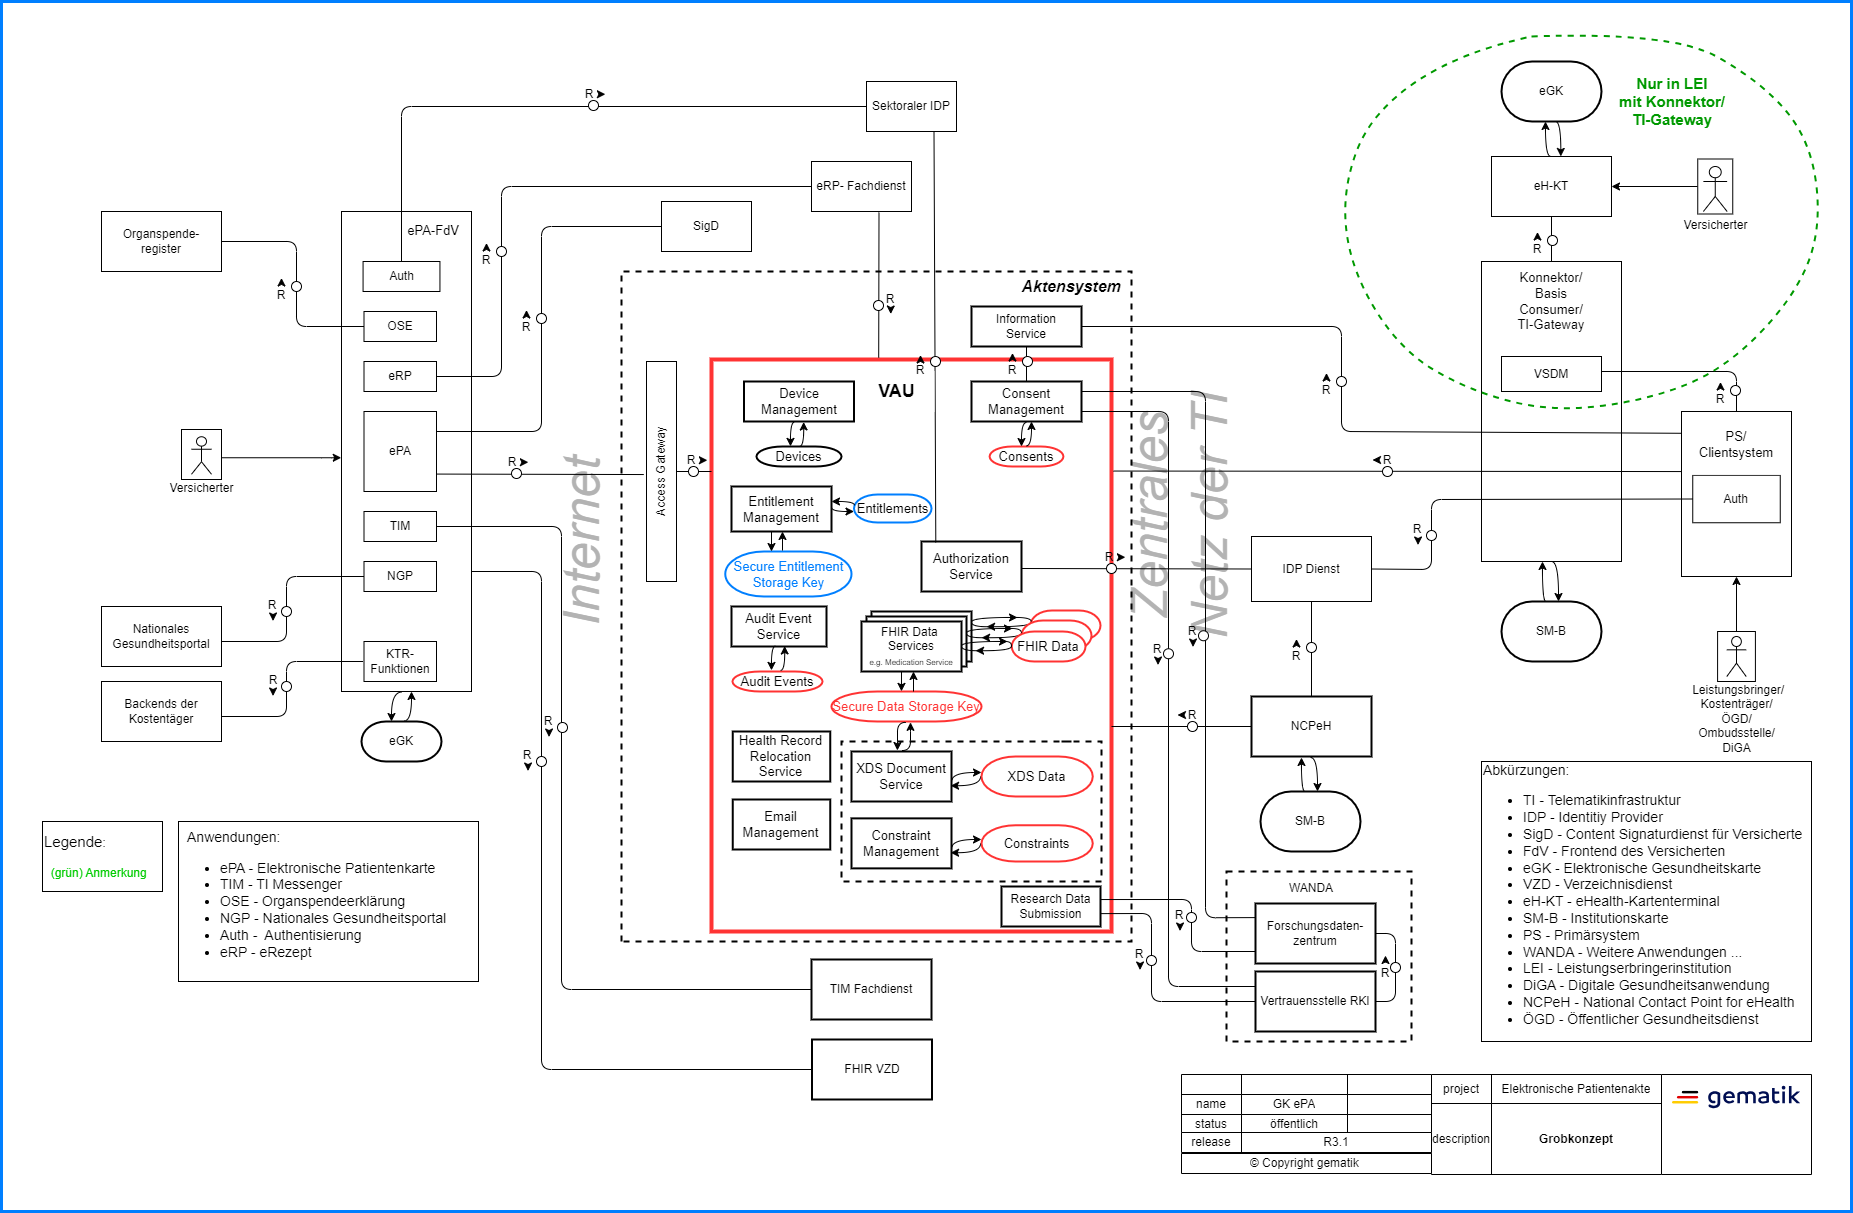 Sektoraler IDP
R
eRP- Fachdienst
SigD
R
R
Organspende-
register
R
ePA-FdV
Auth
OSE
eRP
ePA
TIM
NGP
KTR-
Funktionen
eGK
Versicherter
R
Nationales
Gesundheitsportal
R
Backends der
Kostentäger
R
R
R
Internet
Aktensystem
R
Access Gateway
R
VAU
R
Information
Service
R
Device
Management
Devices
Consent
Management
Consents
Entitlement
Management
Entitlements
Secure Entitlement
Storage Key
Authorization
Service
R
Audit Event
Service
Audit Events
FHIR Data
Services
e.g. Medication Service
FHIR Data
Secure Data Storage Key
Health Record
Relocation
Service
XDS Document
Service
XDS Data
Email
Management
Constraint
Management
Constraints
Research Data
Submission
Zentrales
Netz der TI
eGK
Nur in LEI
mit Konnektor/
TI-Gateway
eH-KT
Versicherter
R
Konnektor/
Basis
Consumer/
TI-Gateway
VSDM
R
R
R
PS/
Clientsystem
Auth
R
IDP Dienst
R
R
R
SM-B
Leistungsbringer/
Kostenträger/
ÖGD/
Ombudsstelle/
DiGA
R
NCPeH
SM-B
R
R
WANDA
Forschungsdaten-
zentrum
R
Vertrauensstelle RKI
TIM Fachdienst
FHIR VZD
Legende:
(grün) Anmerkung
Anwendungen:
• ePA - Elektronische Patientenkarte
• TIM - TI Messenger
• OSE - Organspendeerklärung
• NGP - Nationales Gesundheitsportal
• Auth -  Authentisierung
• eRP - eRezept
Abkürzungen:
• TI - Telematikinfrastruktur
• IDP - Identitiy Provider
• SigD - Content Signaturdienst für Versicherte
• FdV - Frontend des Versicherten
• eGK - Elektronische Gesundheitskarte
• VZD - Verzeichnisdienst
• eH-KT - eHealth-Kartenterminal
• SM-B - Institutionskarte
• PS - Primärsystem
• WANDA - Weitere Anwendungen ...
• LEI - Leistungserbringerinstitution
• DiGA - Digitale Gesundheitsanwendung
• NCPeH - National Contact Point for eHealth
• ÖGD - Öffentlicher Gesundheitsdienst
name GK ePA
status öffentlich
release R3.1
© Copyright gematik
project Elektronische Patientenakte
description Grobkonzept
gematik